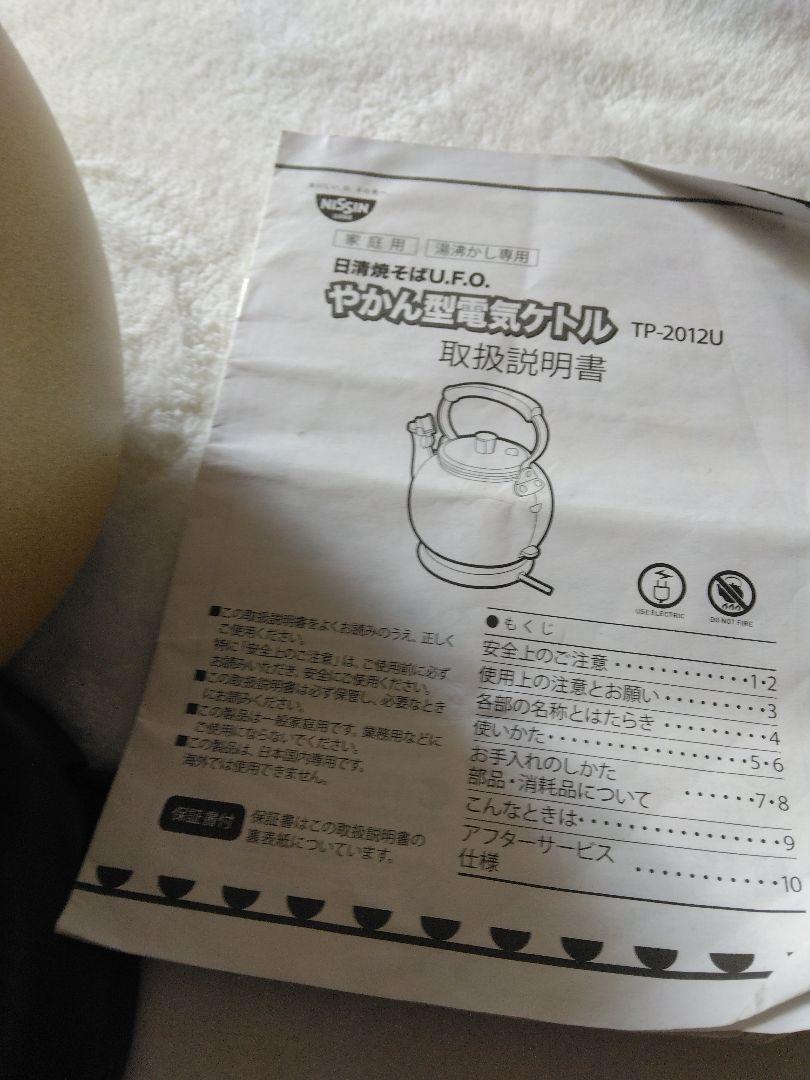 おいしい、の、その先へ。
NISSIN
家庭用 湯沸かし専用
日清焼そばU.F.O.
やかん型電気ケトル TP-2012U
取扱説明書
USE ELECTRIC
DO NOT FIRE
■この取扱説明書をよくお読みのうえ、正しく
ご使用ください。
特に「安全上のご注意」は、ご使用前に必ず
お読みいただき、安全にご使用ください。
■この取扱説明書は必ず保管し、必要なとき
にお読みください。
■この製品は一般家庭用です。業務用などに
ご使用にならないでください。
■この製品は、日本国内専用です。
海外では使用できません。
保証書付 保証書はこの取扱説明書の
裏表紙についています。
●もくじ
安全上のご注意・・・・・・・・・・・・1・2
使用上の注意とお願い・・・・・・・・・3
各部の名称とはたらき・・・・・・・・・4
使いかた・・・・・・・・・・・・・・・5・6
お手入れのしかた
部品・消耗品について ・・・・・・7・8
こんなときは・・・・・・・・・・・・・・・9
アフターサービス
仕様 ・・・・・・・・・・・10